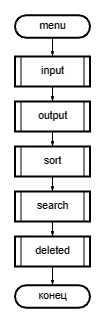 menu
input
output
sort
search
deleted
конец